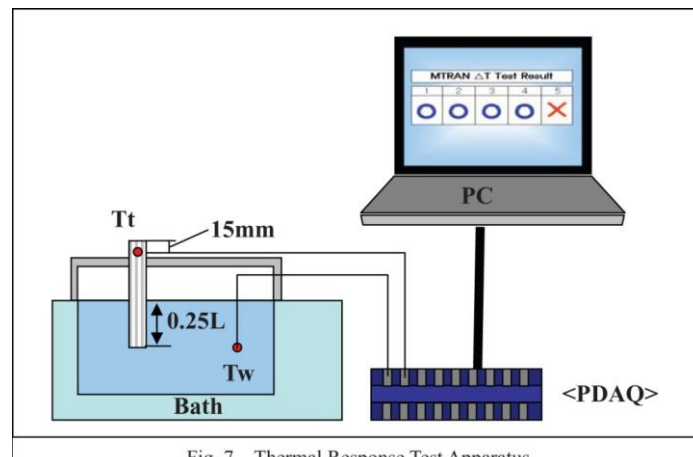 MTRAN △T Test Result
1 2 3 4 5
O O O O X
PC
Tt
15mm
0.25L
Tw
Bath
<PDAQ>
Fig. 7 Thermal Response Test Apparatus